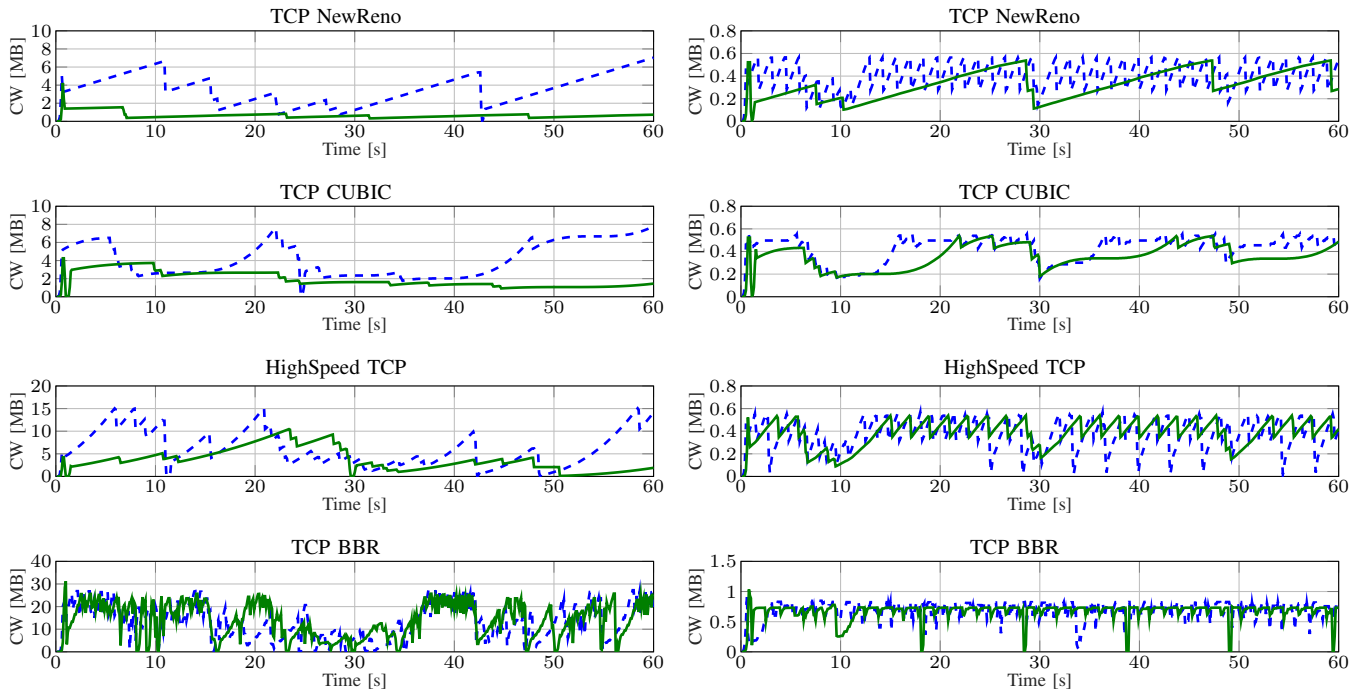 TCP NewReno
CW [MB]
10
8
6
4
2
0
0 10 20 30 40 50 60
Time [s]
TCP NewReno
CW [MB]
0.8
0.6
0.4
0.2
0
0 10 20 30 40 50 60
Time [s]
TCP CUBIC
CW [MB]
10
8
6
4
2
0
0 10 20 30 40 50 60
Time [s]
TCP CUBIC
CW [MB]
0.8
0.6
0.4
0.2
0
0 10 20 30 40 50 60
Time [s]
HighSpeed TCP
CW [MB]
20
15
10
5
0
0 10 20 30 40 50 60
Time [s]
HighSpeed TCP
CW [MB]
0.8
0.6
0.4
0.2
0
0 10 20 30 40 50 60
Time [s]
TCP BBR
CW [MB]
40
30
20
10
0
0 10 20 30 40 50 60
Time [s]
TCP BBR
CW [MB]
1.5
1
0.5
0
0 10 20 30 40 50 60
Time [s]